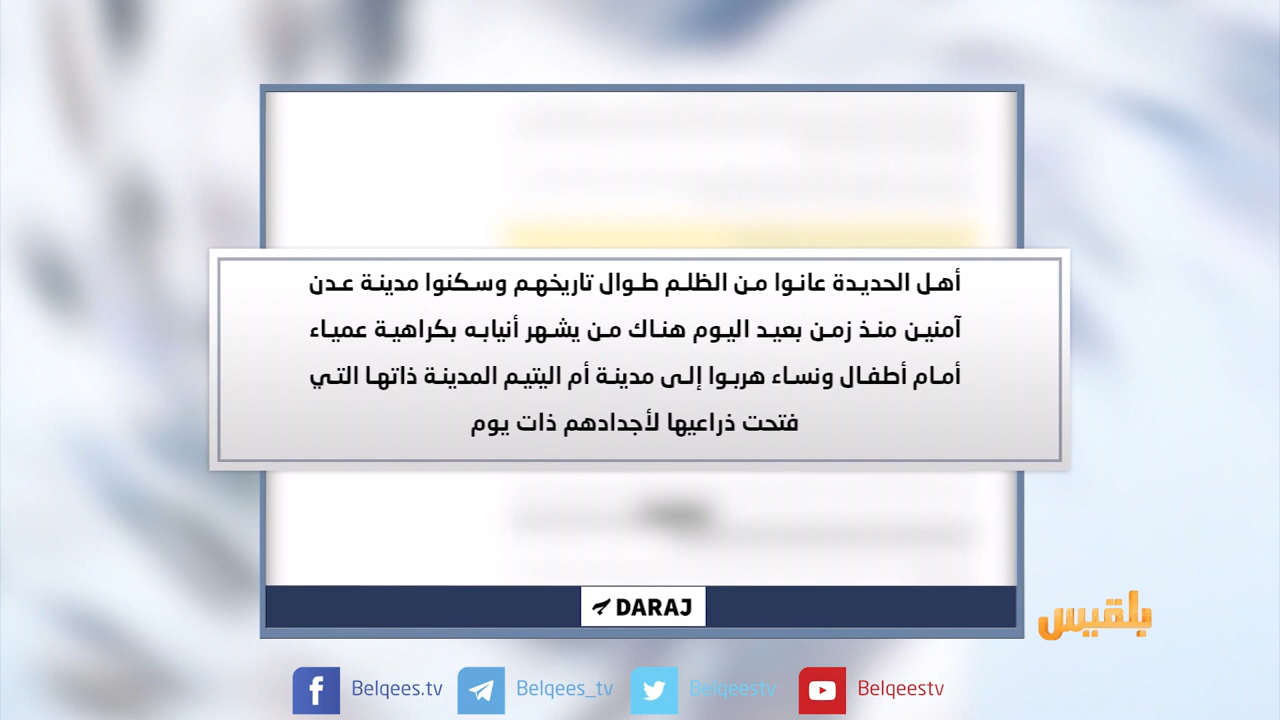 أهل الحديدة عانوا من الظلم طوال تاريخهم وسكنوا مدينة عدن
آمنين منذ زمن بعيد اليوم هناك من يشهر أنيابه بكراهية عمياء
أمام أطفال ونساء هربوا إلى مدينة أم اليتيم المدينة ذاتها التي
فتحت ذراعيها لأجدادهم ذات يوم
DARAJ
بلقيس
Belqees.tv Belqees_tv Belqeestv Belqeestv